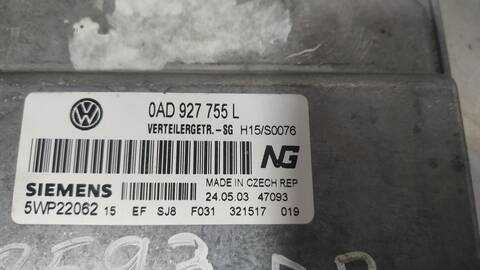 0AD 927 755 L
VERTEILERGETR.-SG H15/S0076
NG
SIEMENS
MADE IN CZECH REP
24.05.03 47093
5WP22062 15 EF SJ8 F031 321517 019